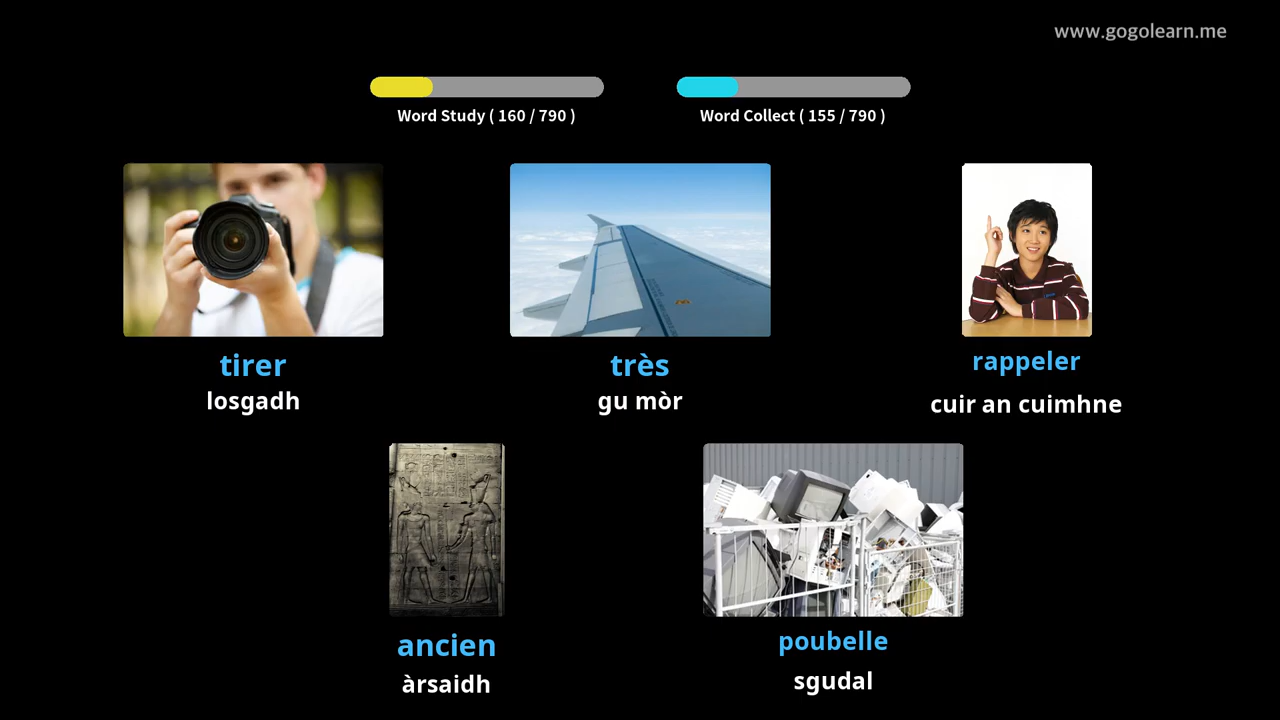 www.gogolearn.me
Word Study ( 160 / 790 )
Word Collect ( 155 / 790 )
tirer
losgadh
très
gu mòr
rappeler
cuir an cuimhne
ancien
àrsaidh
poubelle
sgudal